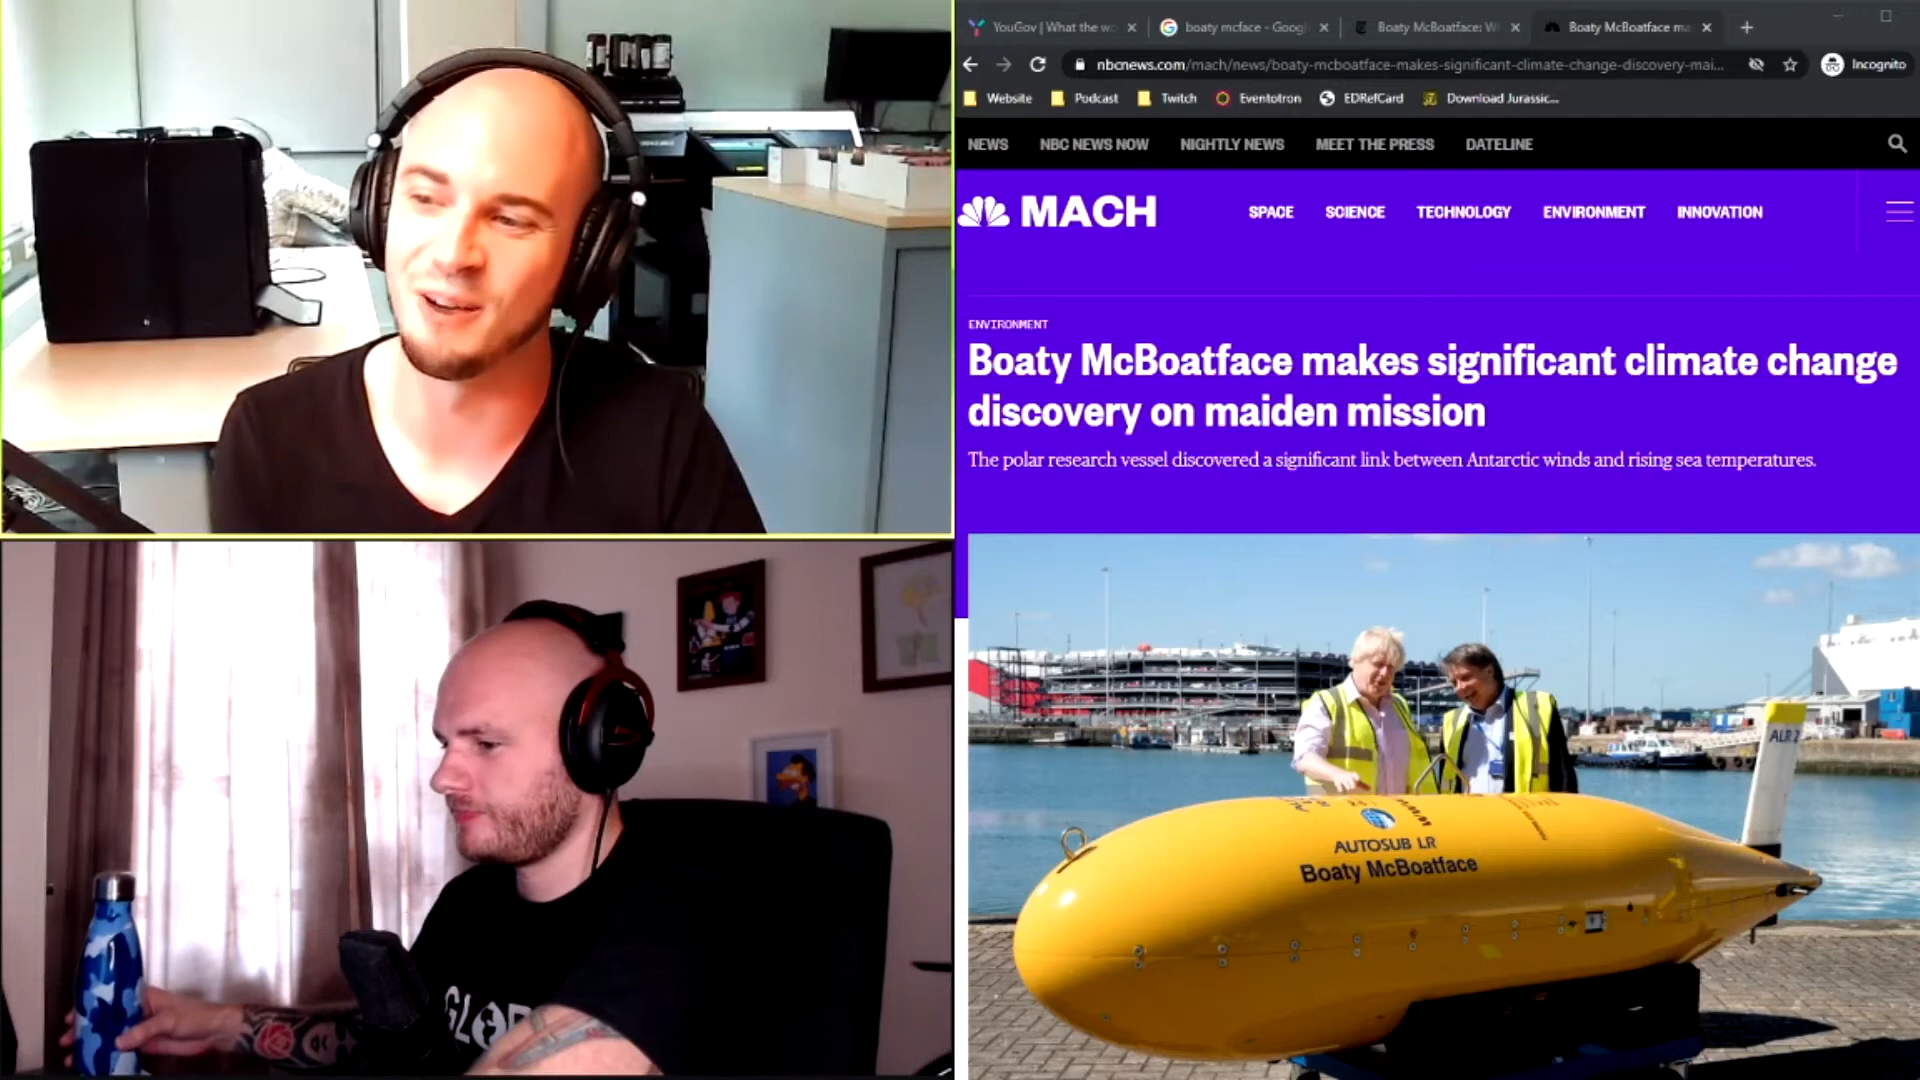 YouGov | What the wo
boaty mcface - Goog
Boaty McBoatface: W
Boaty McBoatface ma
nbcnews.com/mach/news/boaty-mcboatface-makes-significant-climate-change-discovery-mai...
Incognito
Website
Podcast
Twitch
Eventotron
EDRefCard
Download Jurassic...
NEWS
NBC NEWS NOW
NIGHTLY NEWS
MEET THE PRESS
DATELINE
MACH
SPACE
SCIENCE
TECHNOLOGY
ENVIRONMENT
INNOVATION
ENVIRONMENT
Boaty McBoatface makes significant climate change
discovery on maiden mission
The polar research vessel discovered a significant link between Antarctic winds and rising sea temperatures.
ALR 2
AUTOSUB LR
Boaty McBoatface